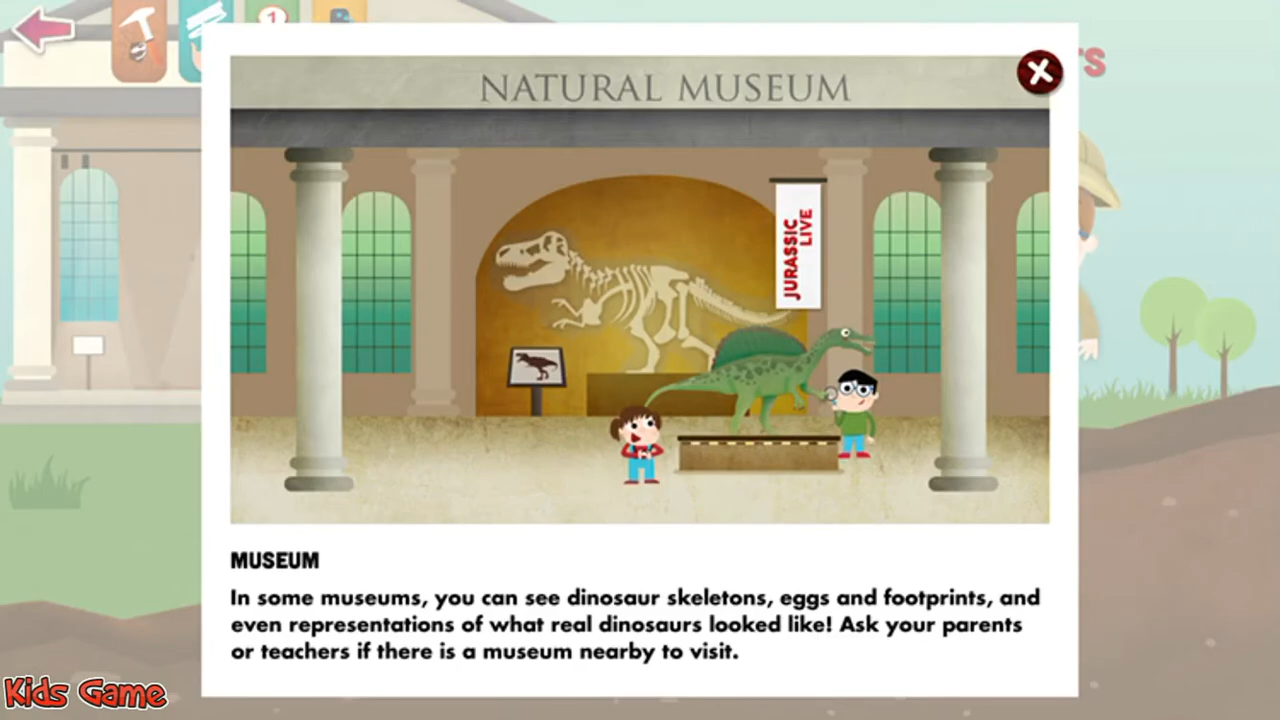 NATURAL MUSEUM
JURASSIC
LIVE
MUSEUM
In some museums, you can see dinosaur skeletons, eggs and footprints, and
even representations of what real dinosaurs looked like! Ask your parents
or teachers if there is a museum nearby to visit.
Kids Game